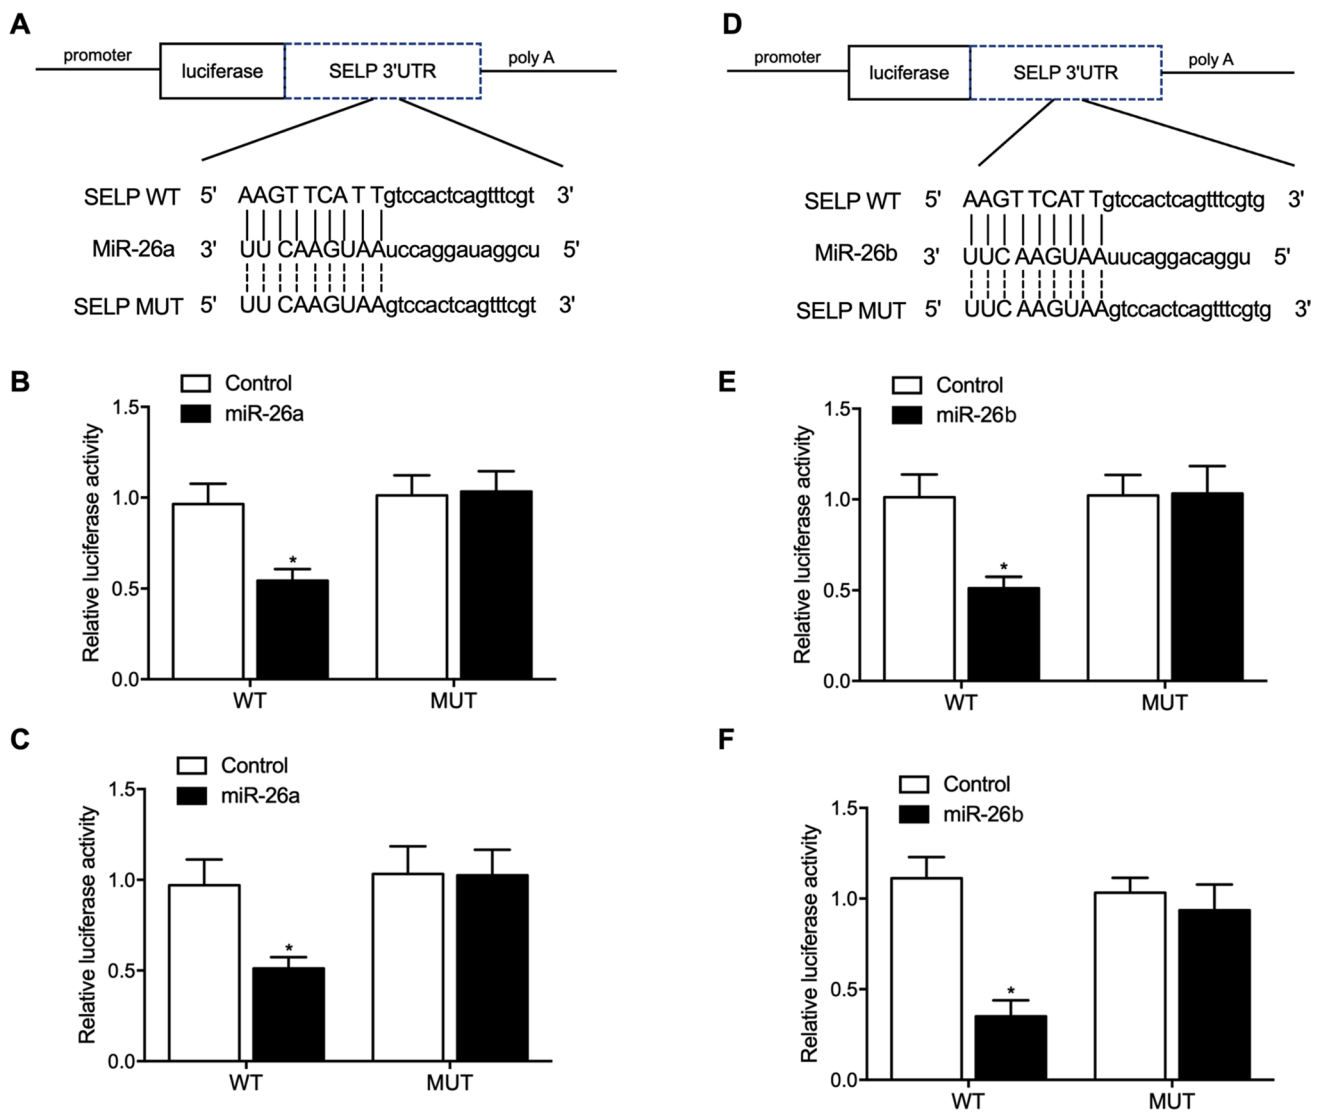 A
promoter
luciferase
SELP 3'UTR
poly A
SELP WT 5' AAGT TCA T Tgtccactcagtttcgt 3'
MiR-26a 3' UU CAAGUAAuccaggauaggcu 5'
SELP MUT 5' UU CAAGUAAgtccactcagtttcgt 3'
D
promoter
luciferase
SELP 3'UTR
poly A
SELP WT 5' AAGT TCAT Tgtccactcagtttcgtg 3'
MiR-26b 3' UUC AAGUAAuucaggacaggu 5'
SELP MUT 5' UUC AAGUAAgtccactcagtttcgtg 3'
B
Control
miR-26a
Relative luciferase activity
1.5
1.0
0.5
0.0
*
WT MUT
E
Control
miR-26b
Relative luciferase activity
1.5
1.0
0.5
0.0
*
WT MUT
C
Control
miR-26a
Relative luciferase activity
1.5
1.0
0.5
0.0
*
WT MUT
F
Control
miR-26b
Relative luciferase activity
1.5
1.0
0.5
0.0
*
WT MUT